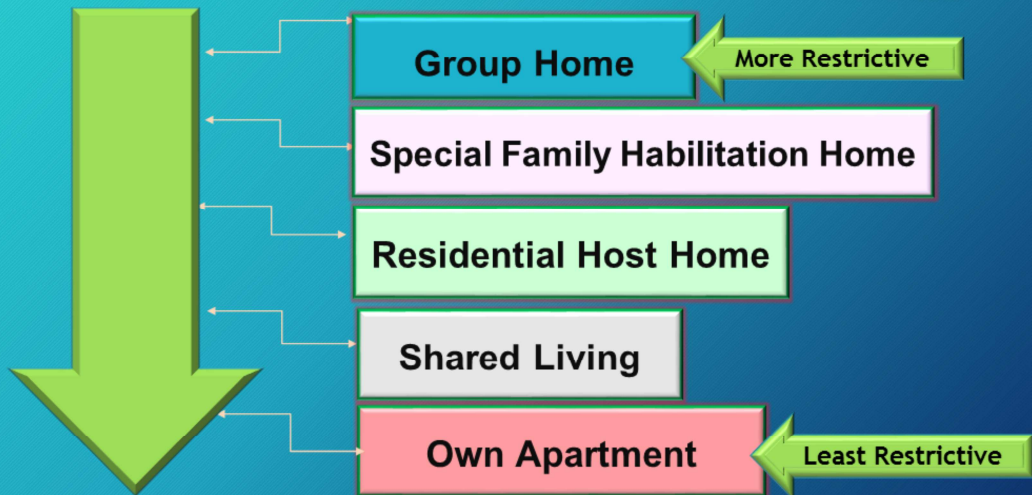 Group Home
More Restrictive
Special Family Habilitation Home
Residential Host Home
Shared Living
Own Apartment
Least Restrictive